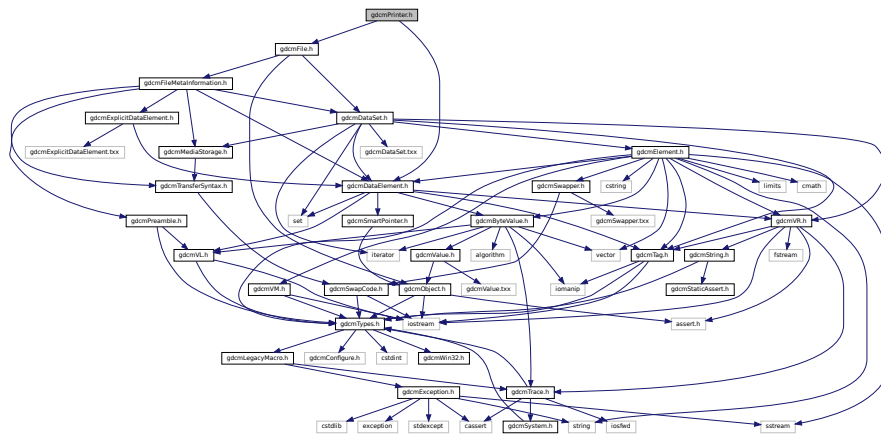 gdcmPrinter.h
gdcmFile.h
gdcmFileMetaInformation.h
gdcmExplicitDataElement.h
gdcmDataSet.h
gdcmExplicitDataElement.txx
gdcmMediaStorage.h
gdcmDataSet.txx
gdcmElement.h
gdcmTransferSyntax.h
gdcmDataElement.h
gdcmSwapper.h
cstring
limits
cmath
gdcmPreamble.h
set
gdcmSmartPointer.h
gdcmByteValue.h
gdcmSwapper.txx
gdcmVR.h
gdcmVL.h
iterator
gdcmValue.h
algorithm
vector
gdcmTag.h
gdcmString.h
fstream
gdcmVM.h
gdcmSwapCode.h
gdcmObject.h
gdcmValue.txx
iomanip
gdcmStaticAssert.h
gdcmTypes.h
iostream
assert.h
gdcmLegacyMacro.h
gdcmConfigure.h
cstdint
gdcmWin32.h
gdcmException.h
gdcmTrace.h
cstdlib
exception
stdexcept
cassert
gdcmSystem.h
string
iosfwd
sstream